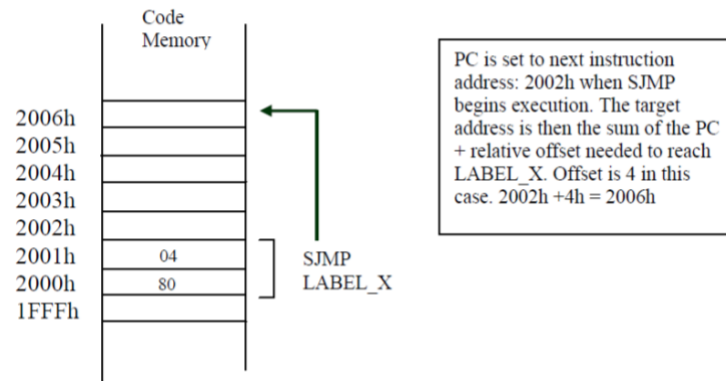 Code
Memory
2006h
2005h
2004h
2003h
2002h
2001h 04
2000h 80
1FFFh
SJMP
LABEL_X
PC is set to next instruction
address: 2002h when SJMP
begins execution. The target
address is then the sum of the PC
+ relative offset needed to reach
LABEL_X. Offset is 4 in this
case. 2002h +4h = 2006h